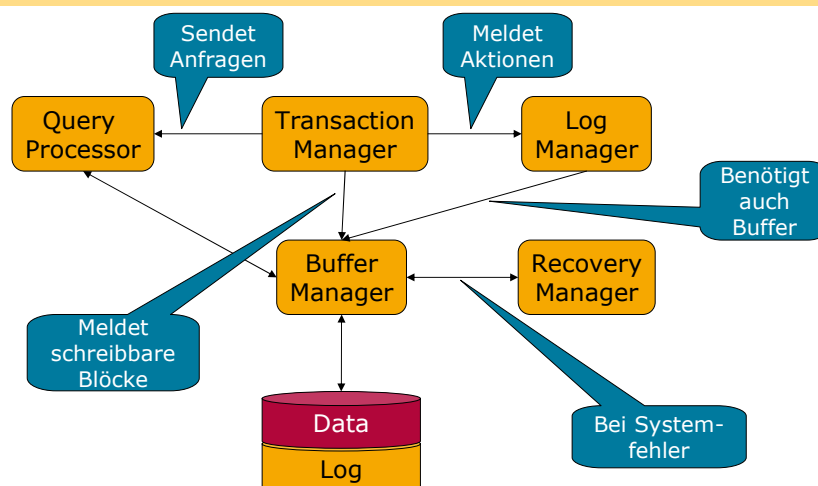 Sendet
Anfragen
Meldet
Aktionen
Query
Processor
Transaction
Manager
Log
Manager
Benötigt
auch
Buffer
Buffer
Manager
Recovery
Manager
Meldet
schreibbare
Blöcke
Data
Log
Bei System-
fehler